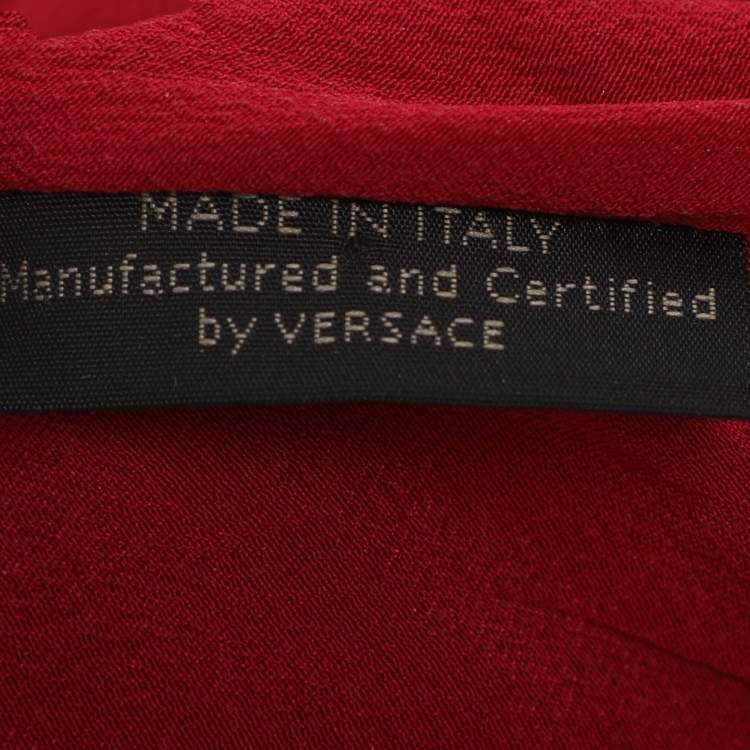 MADE IN ITALY
Manufactured and Certified
by VERSACE